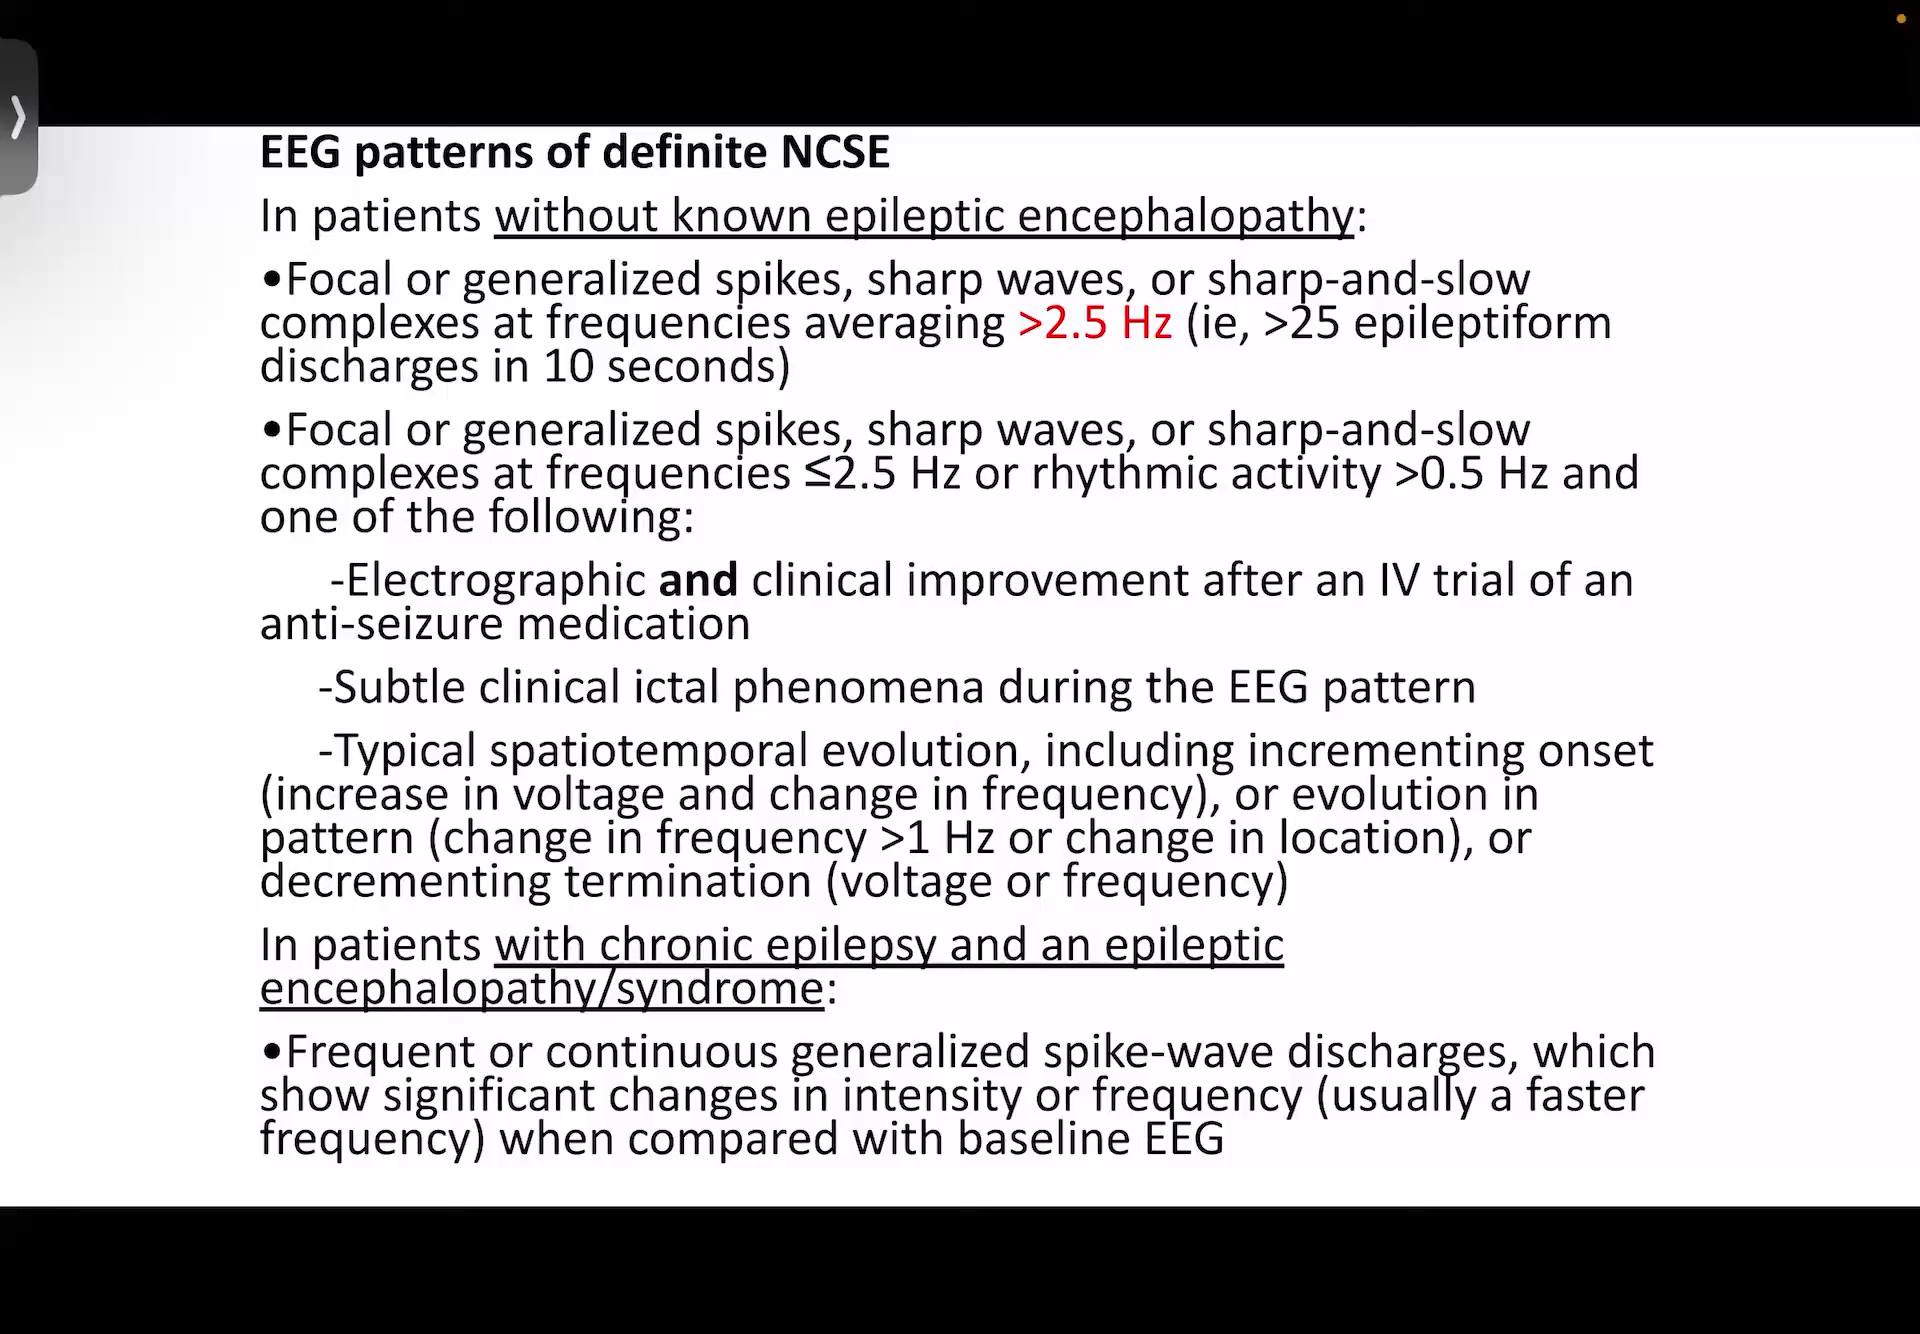 EEG patterns of definite NCSE
In patients without known epileptic encephalopathy:
•Focal or generalized spikes, sharp waves, or sharp-and-slow
complexes at frequencies averaging >2.5 Hz (ie, >25 epileptiform
discharges in 10 seconds)
•Focal or generalized spikes, sharp waves, or sharp-and-slow
complexes at frequencies ≤2.5 Hz or rhythmic activity >0.5 Hz and
one of the following:
-Electrographic and clinical improvement after an IV trial of an
anti-seizure medication
-Subtle clinical ictal phenomena during the EEG pattern
-Typical spatiotemporal evolution, including incrementing onset
(increase in voltage and change in frequency), or evolution in
pattern (change in frequency >1 Hz or change in location), or
decrementing termination (voltage or frequency)
In patients with chronic epilepsy and an epileptic
encephalopathy/syndrome:
•Frequent or continuous generalized spike-wave discharges, which
show significant changes in intensity or frequency (usually a faster
frequency) when compared with baseline EEG